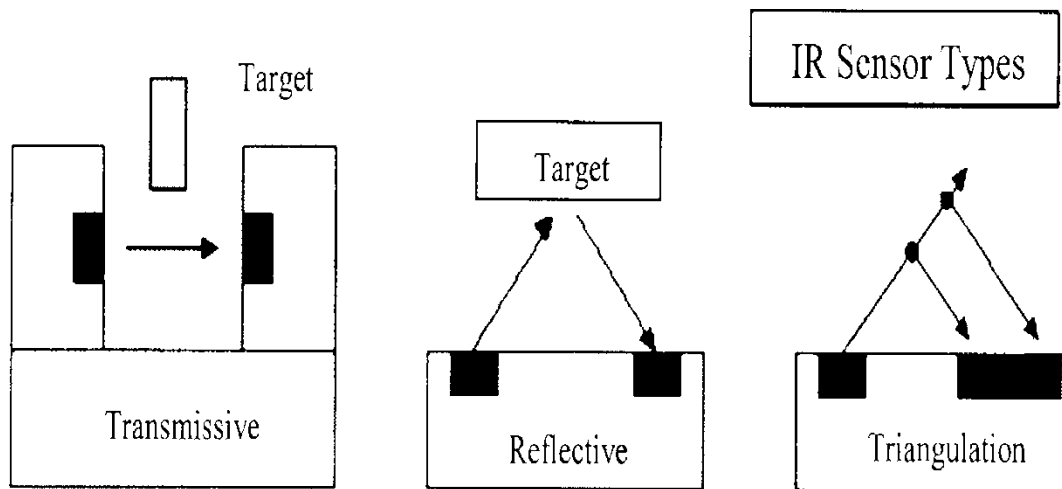 IR Sensor Types
Target
Target
Transmissive
Reflective
Triangulation